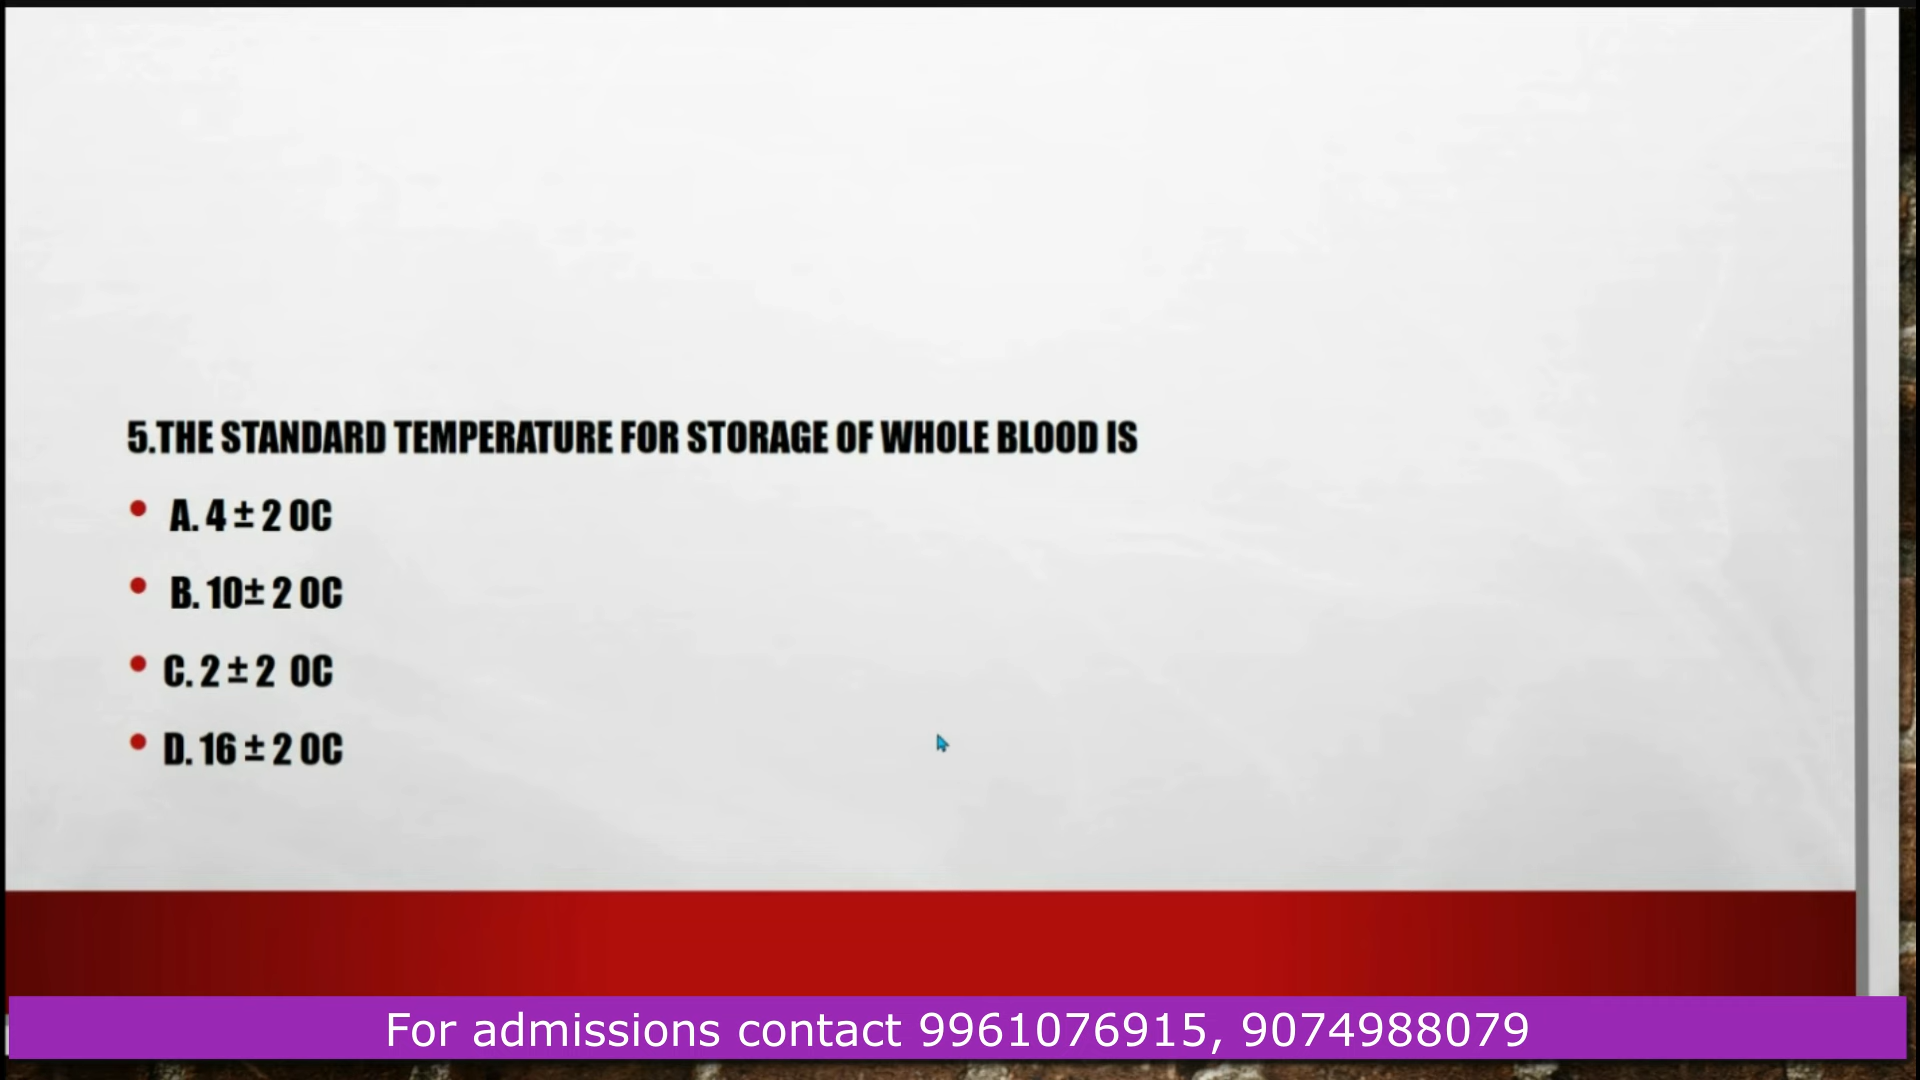 5.THE STANDARD TEMPERATURE FOR STORAGE OF WHOLE BLOOD IS
• A. 4 ± 2 0C
• B. 10± 2 0C
• C. 2 ± 2 0C
• D. 16 ± 2 0C
For admissions contact 9961076915, 9074988079